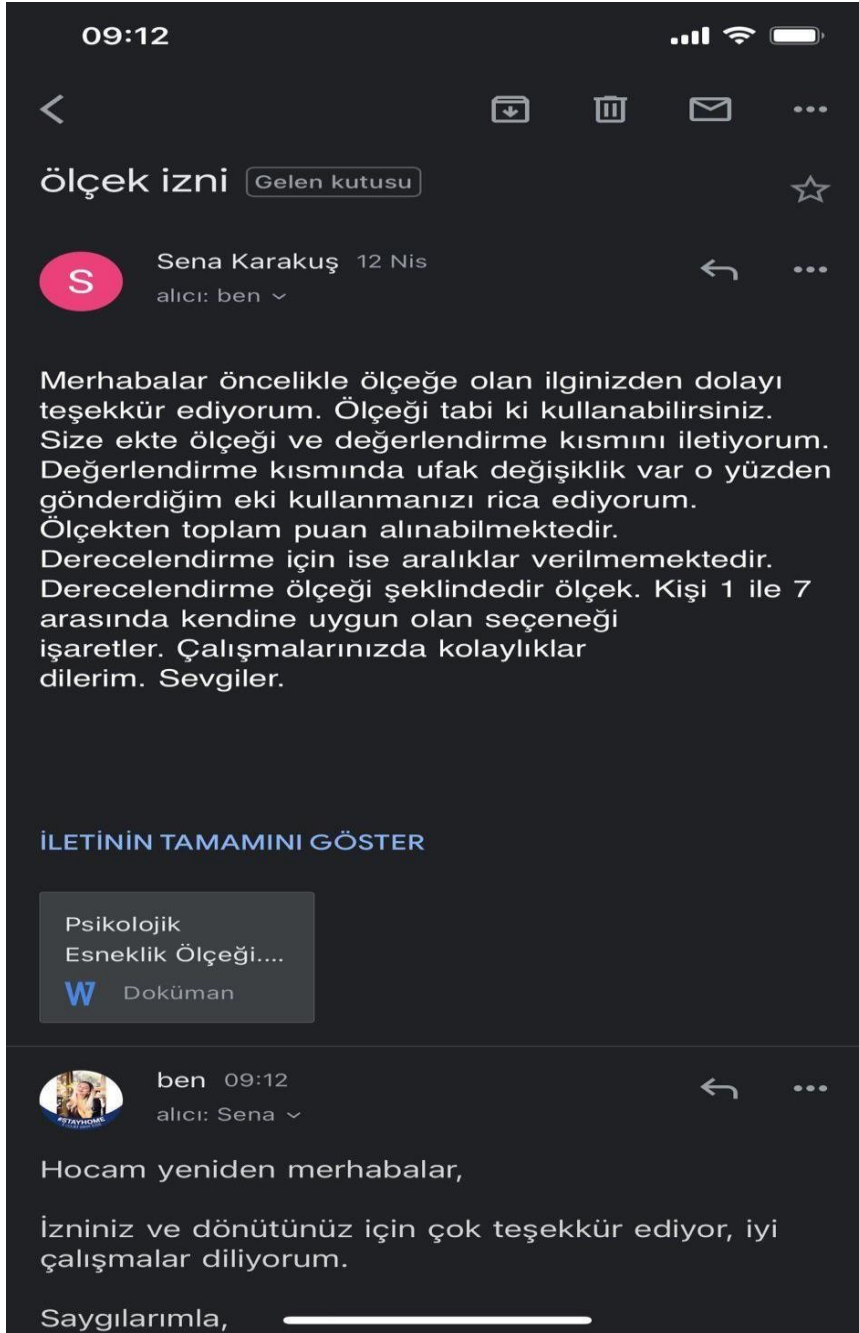 09:12
ölçek izni Gelen kutusu
S
Sena Karakuş 12 Nis
alıcı: ben
Merhabalar öncelikle ölçeğe olan ilginizden dolayı
teşekkür ediyorum. Ölçeği tabi ki kullanabilirsiniz.
Size ekte ölçeği ve değerlendirme kısmını iletiyorum.
Değerlendirme kısmında ufak değişiklik var o yüzden
gönderdiğim eki kullanmanızı rica ediyorum.
Ölçekten toplam puan alınabilmektedir.
Derecelendirme için ise aralıklar verilmemektedir.
Derecelendirme ölçeği şeklindedir ölçek. Kişi 1 ile 7
arasında kendine uygun olan seçeneği
işaretler. Çalışmalarınızda kolaylıklar
dilerim. Sevgiler.
İLETİNİN TAMAMINI GÖSTER
Psikolojik
Esneklik Ölçeği....
W Doküman
ben 09:12
alıcı: Sena
#STAYHOME
Hocam yeniden merhabalar,
İzniniz ve dönütünüz için çok teşekkür ediyor, iyi
çalışmalar diliyorum.
Saygılarımla,